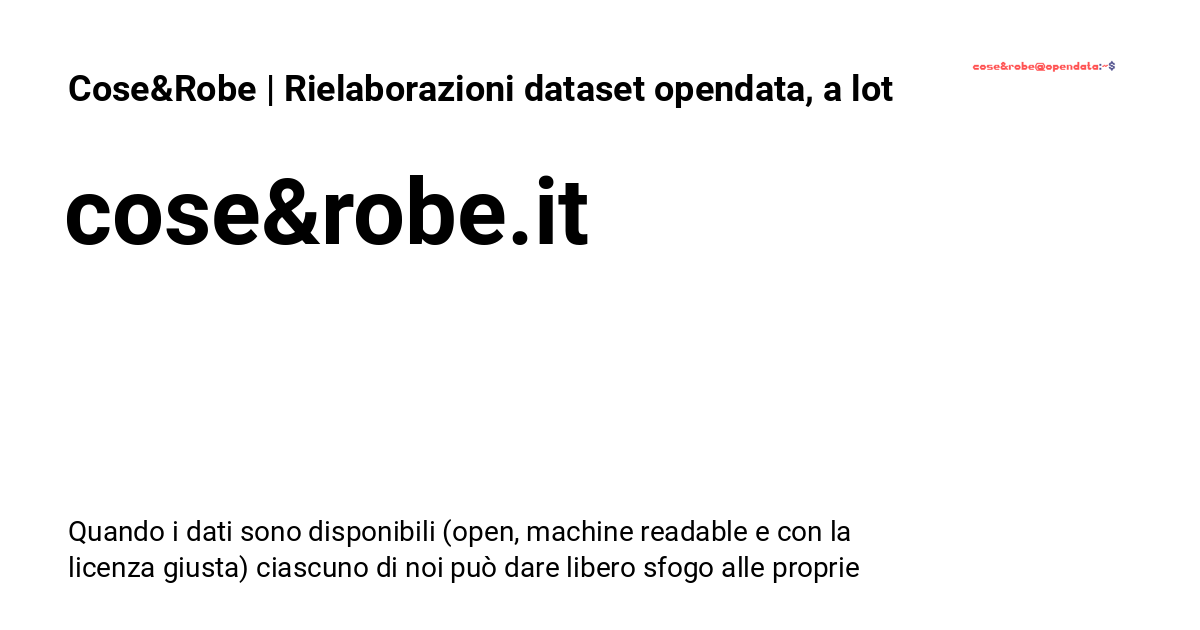 Cose&Robe | Rielaborazioni dataset opendata, a lot
cose&robe@opendata:~$
cose&robe.it
Quando i dati sono disponibili (open, machine readable e con la
licenza giusta) ciascuno di noi può dare libero sfogo alle proprie